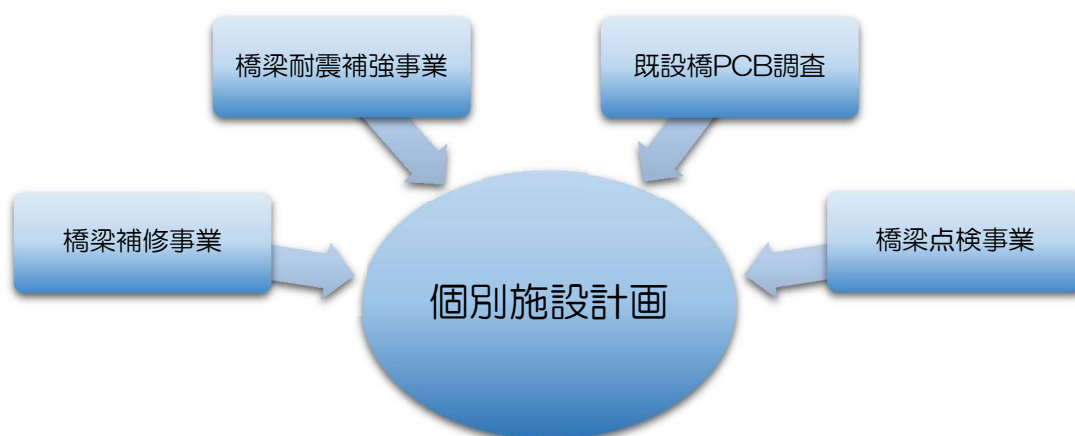 橋梁耐震補強事業
既設橋PCB調査
橋梁補修事業
橋梁点検事業
個別施設計画